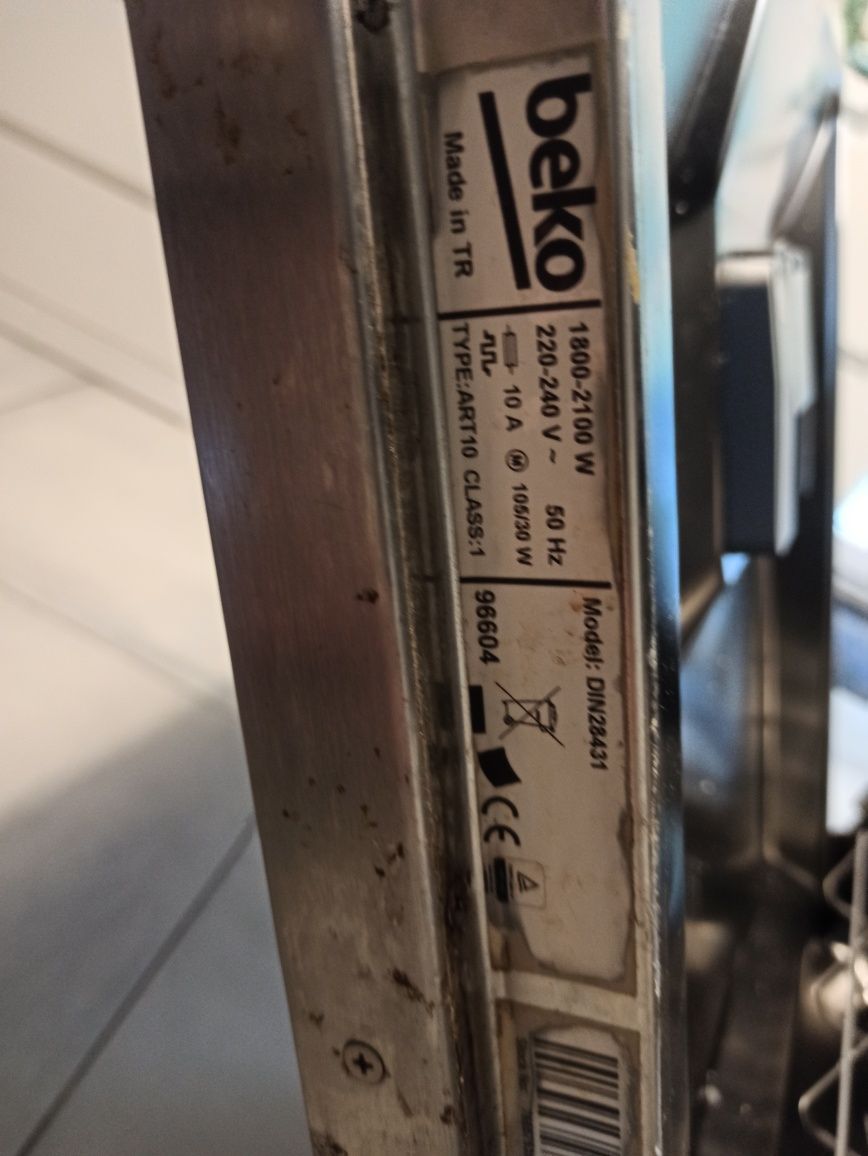 beko
Made in TR
1800-2100 W
220-240 V ~ 50 Hz
10 A M 105/30 W
TYPE:ART10 CLASS:1
Model: DIN28431
96604
CE